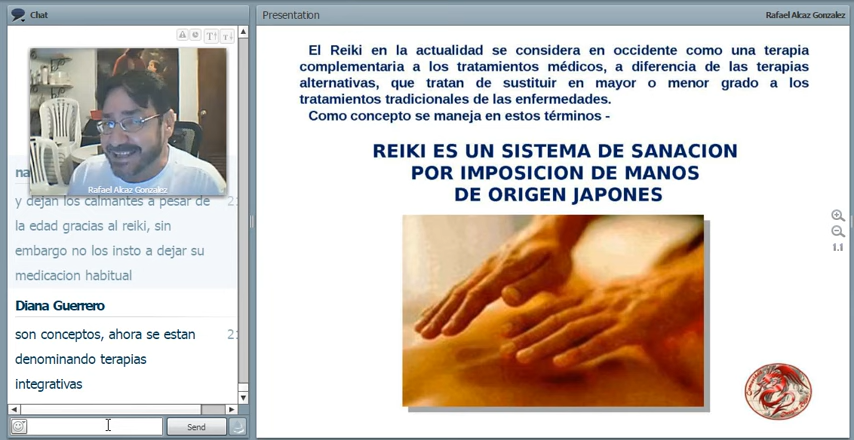 Chat
Presentation
Rafael Alcaz Gonzalez
T↑
T↓
na
Rafael Alcaz Gonzalez
y dejan los calmantes a pesar de
la edad gracias al reiki, sin
embargo no los insto a dejar su
medicacion habitual
Diana Guerrero
son conceptos, ahora se estan
denominando terapias
integrativas
Send
El Reiki en la actualidad se considera en occidente como una terapia
complementaria a los tratamientos médicos, a diferencia de las terapias
alternativas, que tratan de sustituir en mayor o menor grado a los
tratamientos tradicionales de las enfermedades.
Como concepto se maneja en estos términos -
REIKI ES UN SISTEMA DE SANACION
POR IMPOSICION DE MANOS
DE ORIGEN JAPONES
1.1